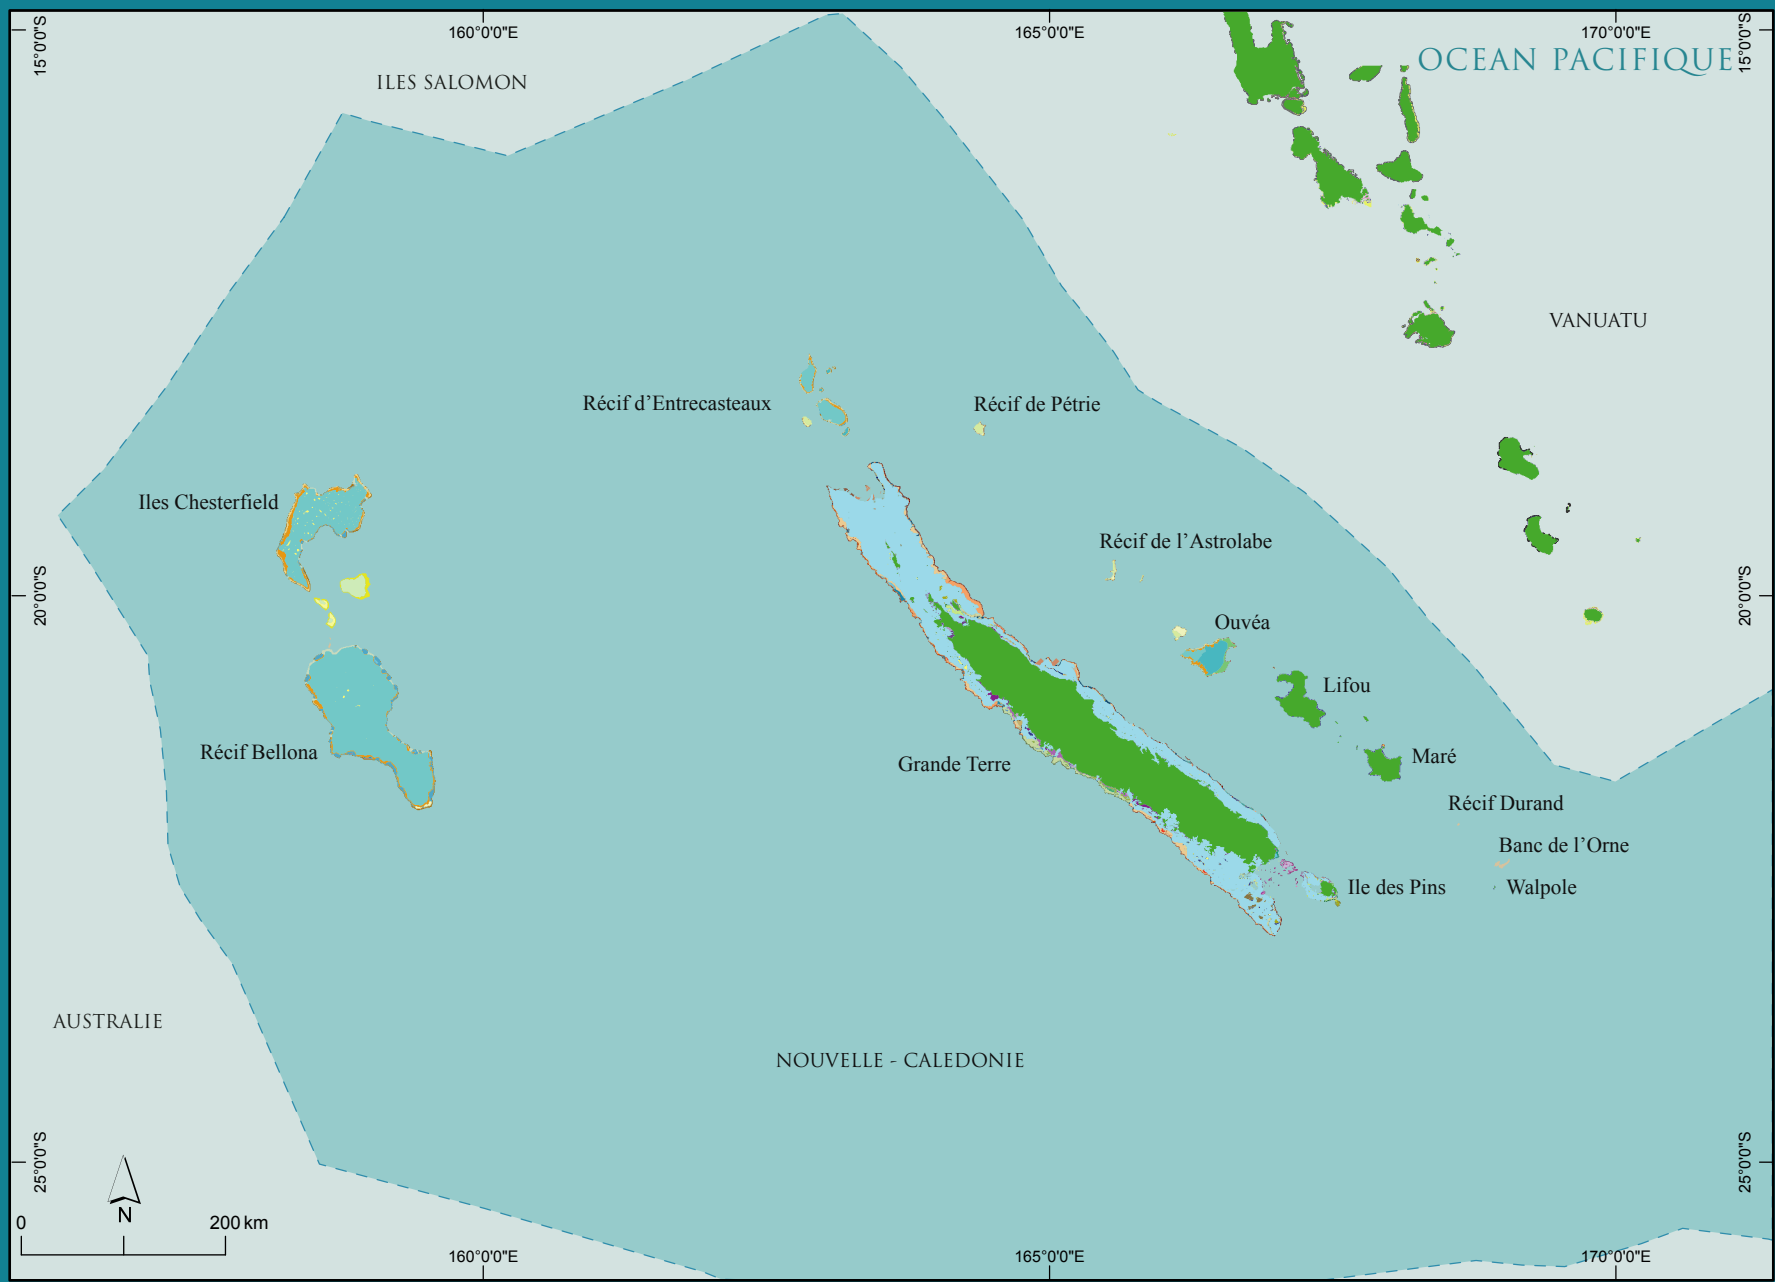 160°0'0"E
165°0'0"E
170°0'0"E
15°0'0"S
15°0'0"S
OCEAN PACIFIQUE
ILES SALOMON
VANUATU
Récif d'Entrecasteaux
Récif de Pétrie
Iles Chesterfield
Récif de l'Astrolabe
20°0'0"S
20°0'0"S
Ouvéa
Lifou
Récif Bellona
Grande Terre
Maré
Récif Durand
Banc de l'Orne
Ile des Pins
Walpole
AUSTRALIE
NOUVELLE - CALEDONIE
25°0'0"S
25°0'0"S
N
0
200 km
160°0'0"E
165°0'0"E
170°0'0"E